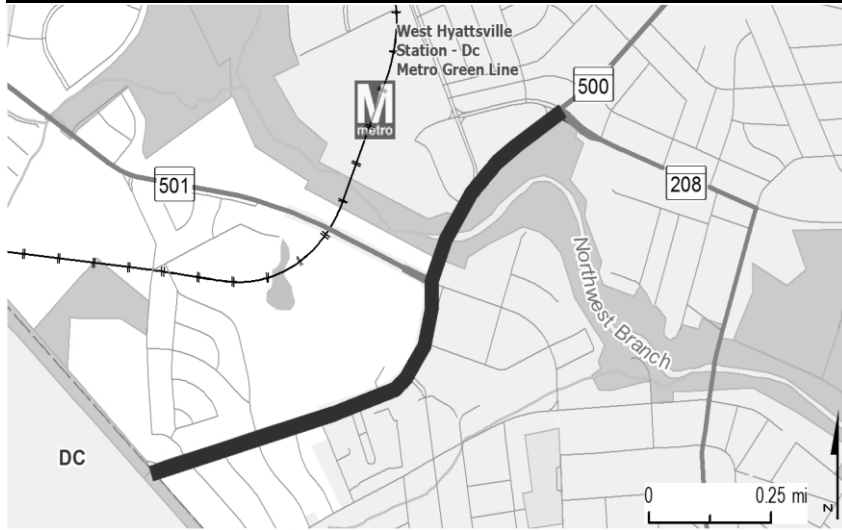 West Hyattsville
Station - Dc
Metro Green Line
M
metro
500
501
208
Northwest Branch
DC
0 0.25 mi
N